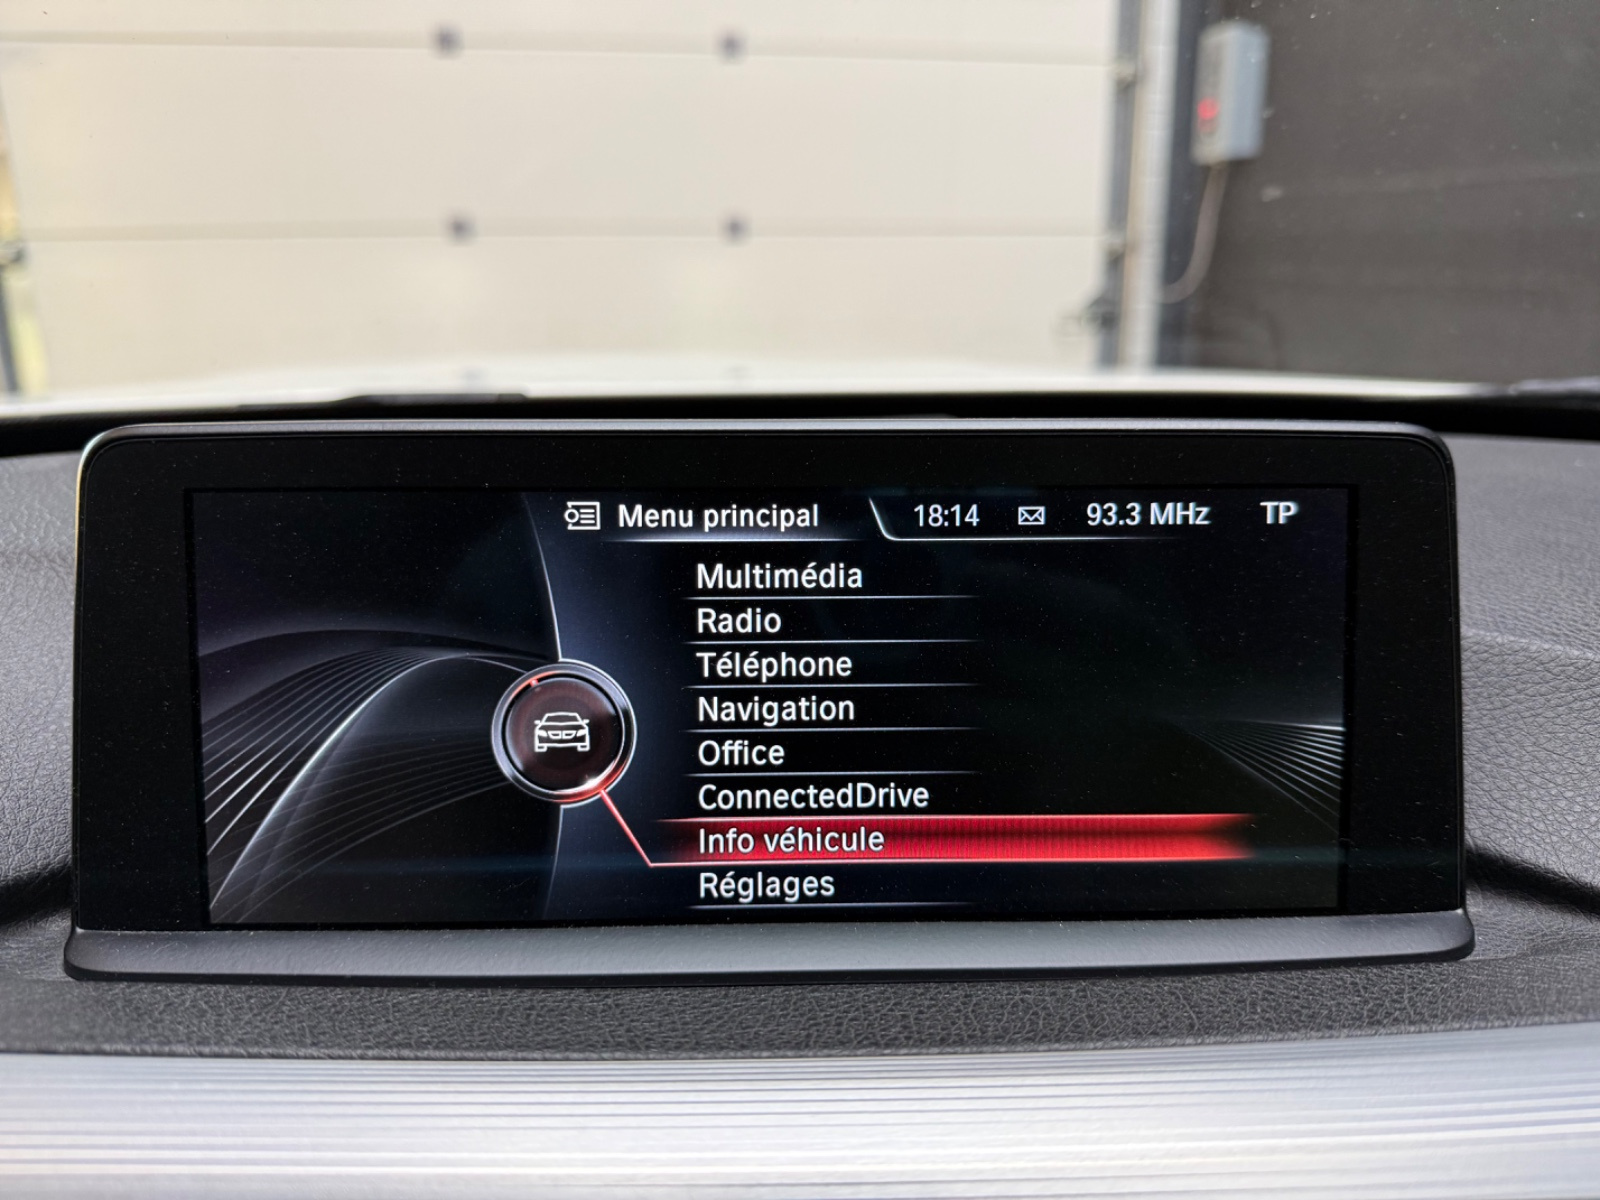 Menu principal 18:14 93.3 MHz TP
Multimédia
Radio
Téléphone
Navigation
Office
ConnectedDrive
Info véhicule
Réglages